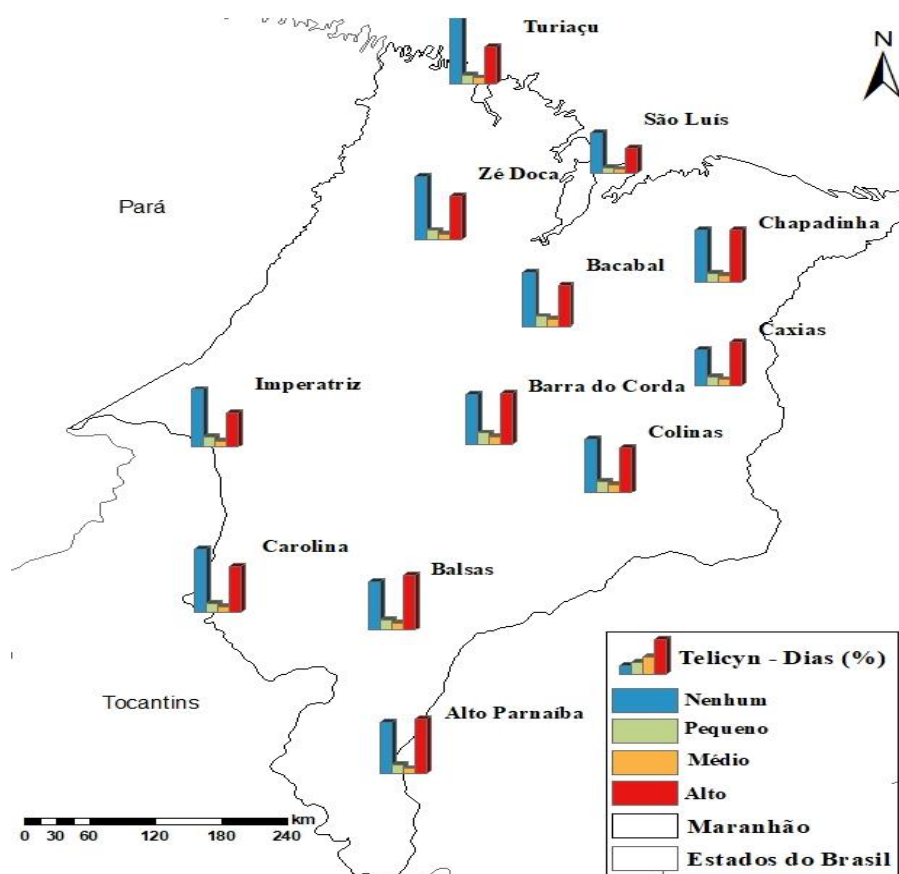 Turiaçu
N
São Luís
Zé Doca
Pará
Chapadinha
Bacabal
Caxias
Imperatriz
Barra do Corda
Colinas
Carolina
Balsas
Tocantins
Alto Parnaíba
Telicyn - Dias (%)
Nenhum
Pequeno
Médio
Alto
Maranhão
Estados do Brasil
km
0 30 60 120 180 240